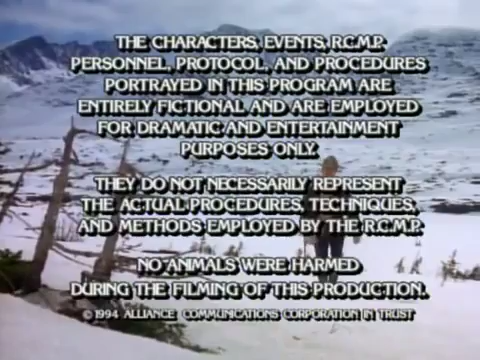 THE CHARACTERS, EVENTS, R.C.M.P.
PERSONNEL, PROTOCOL, AND PROCEDURES
PORTRAYED IN THIS PROGRAM ARE
ENTIRELY FICTIONAL AND ARE EMPLOYED
FOR DRAMATIC AND ENTERTAINMENT
PURPOSES ONLY.
THEY DO NOT NECESSARILY REPRESENT
THE ACTUAL PROCEDURES, TECHNIQUES,
AND METHODS EMPLOYED BY THE R.C.M.P.
NO ANIMALS WERE HARMED
DURING THE FILMING OF THIS PRODUCTION.
© 1994 ALLIANCE COMMUNICATIONS CORPORATION IN TRUST